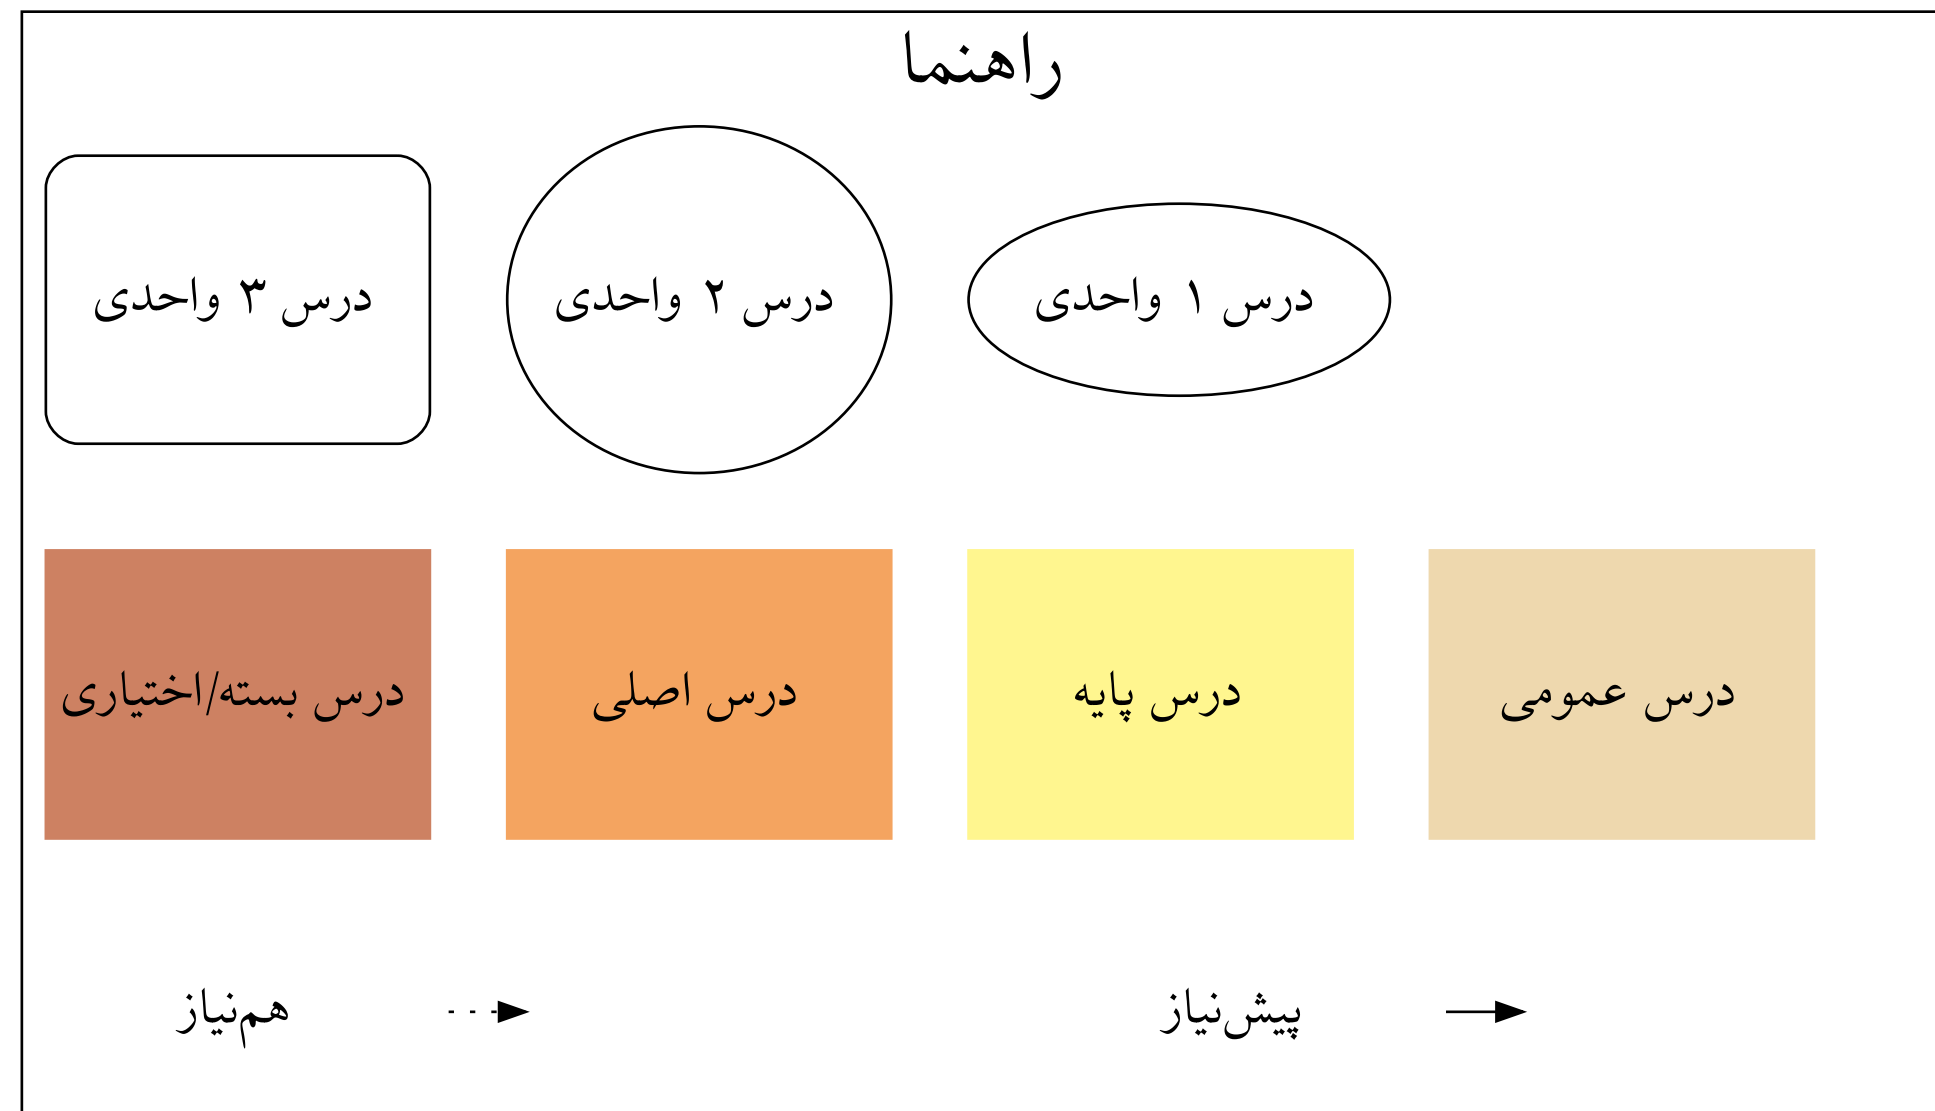 راهنما
درس ۱ واحدی
درس ۲ واحدی
درس ۳ واحدی
درس عمومی
درس پایه
درس اصلی
درس بسته/اختیاری
پیش‌نیاز
هم‌نیاز